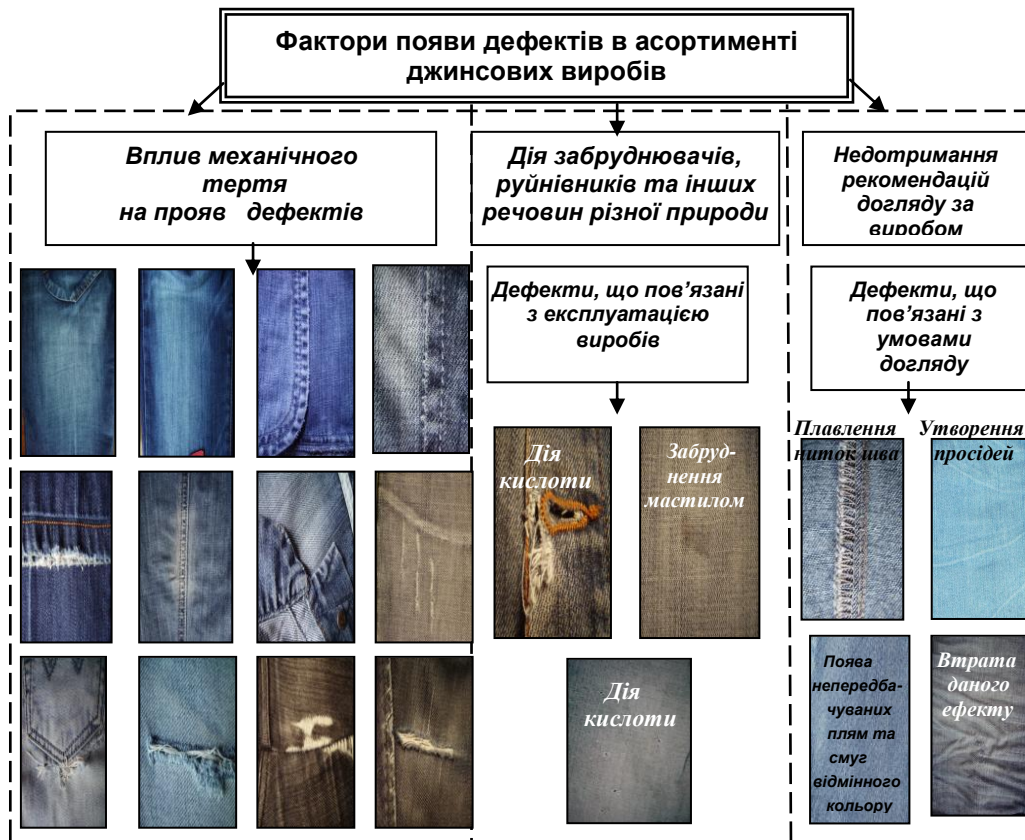 Фактори появи дефектів в асортименті
джинсових виробів
Вплив механічного
тертя
на прояв дефектів
Дія забруднювачів,
руйнівників та інших
речовин різної природи
Недотримання
рекомендацій
догляду за
виробом
Дефекти, що пов’язані
з експлуатацією
виробів
Дефекти, що
пов’язані з
умовами
догляду
Дія
кислоти
Забруд-
нення
мастилом
Плавлення
ниток шва
Утворення
просідей
Дія
кислоти
Поява
непередба-
чуваних
плям та
смуг
відмінного
кольору
Втрата
даного
ефекту